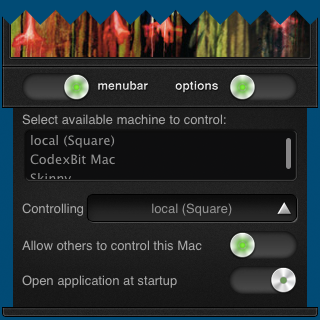 menubar options
Select available machine to control:
local (Square)
CodexBit Mac
Skinny
Controlling local (Square)
Allow others to control this Mac
Open application at startup